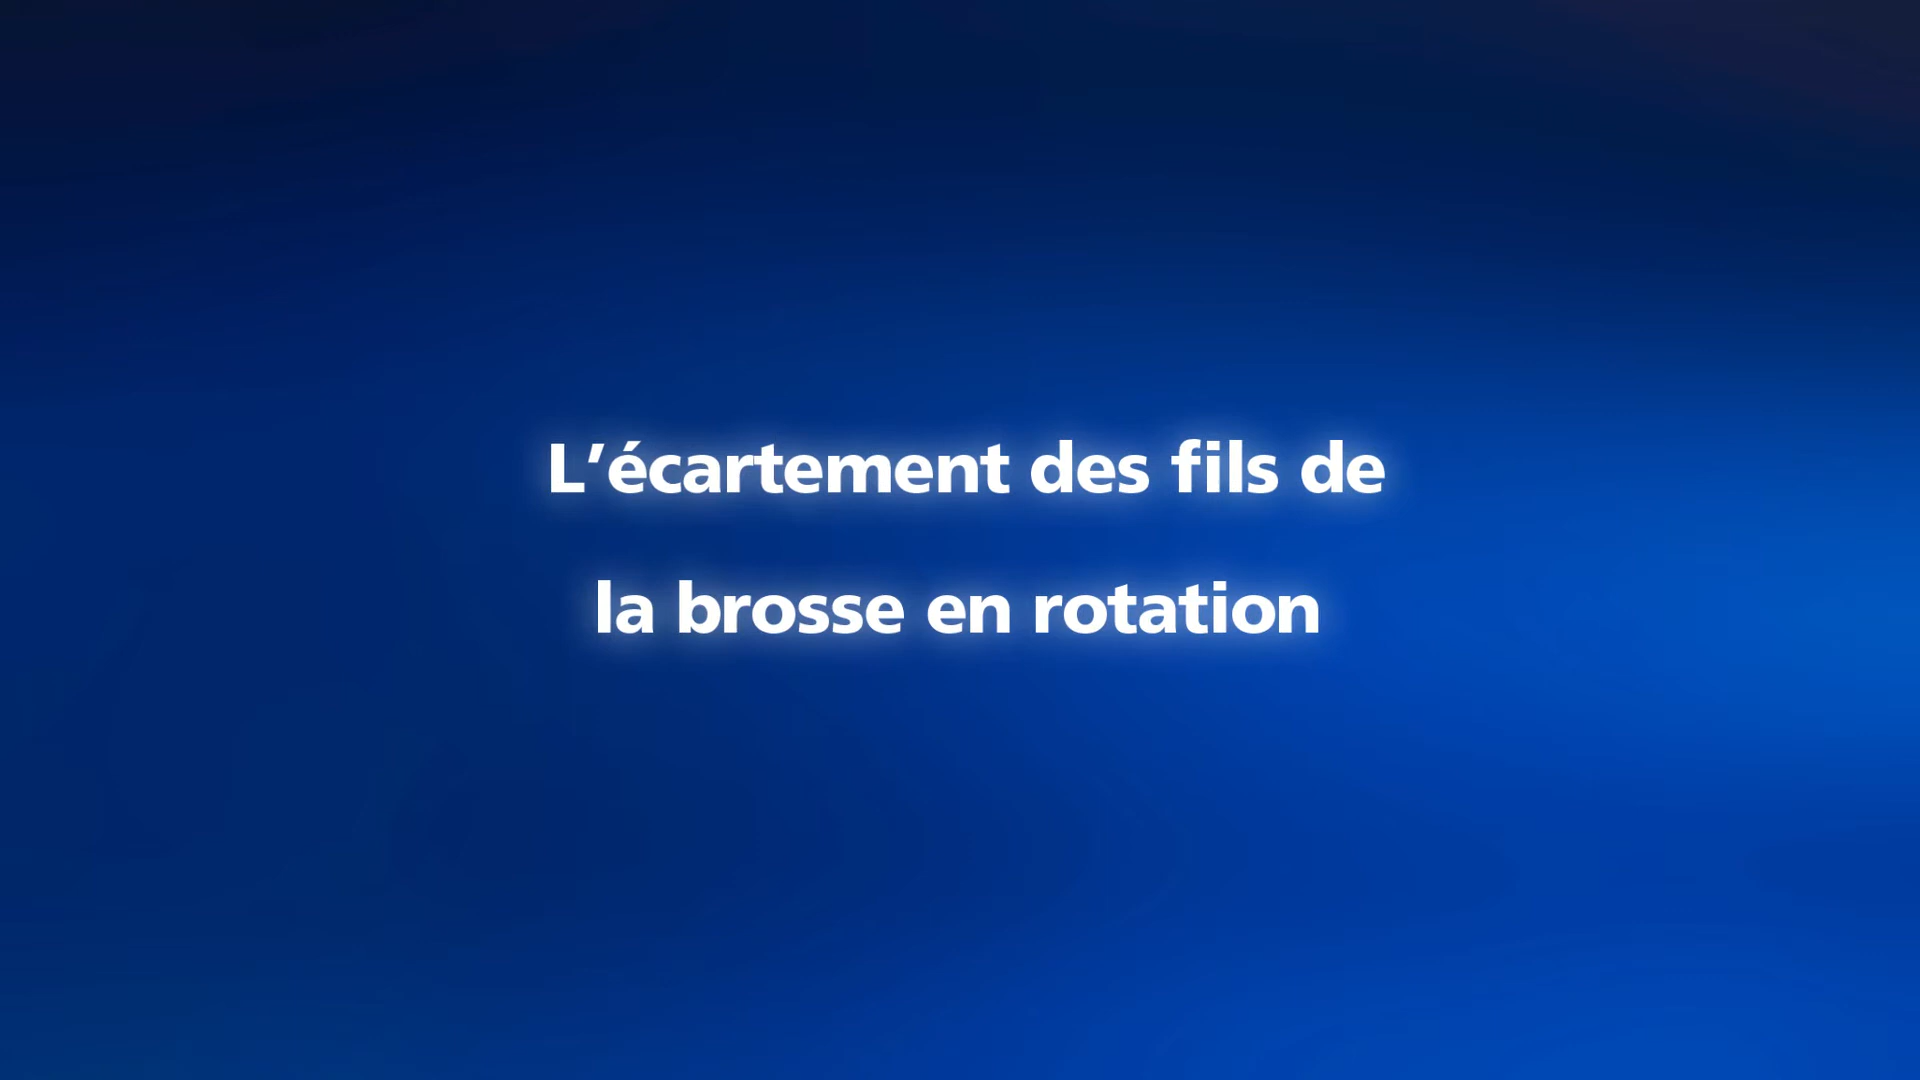 L’écartement des fils de
la brosse en rotation